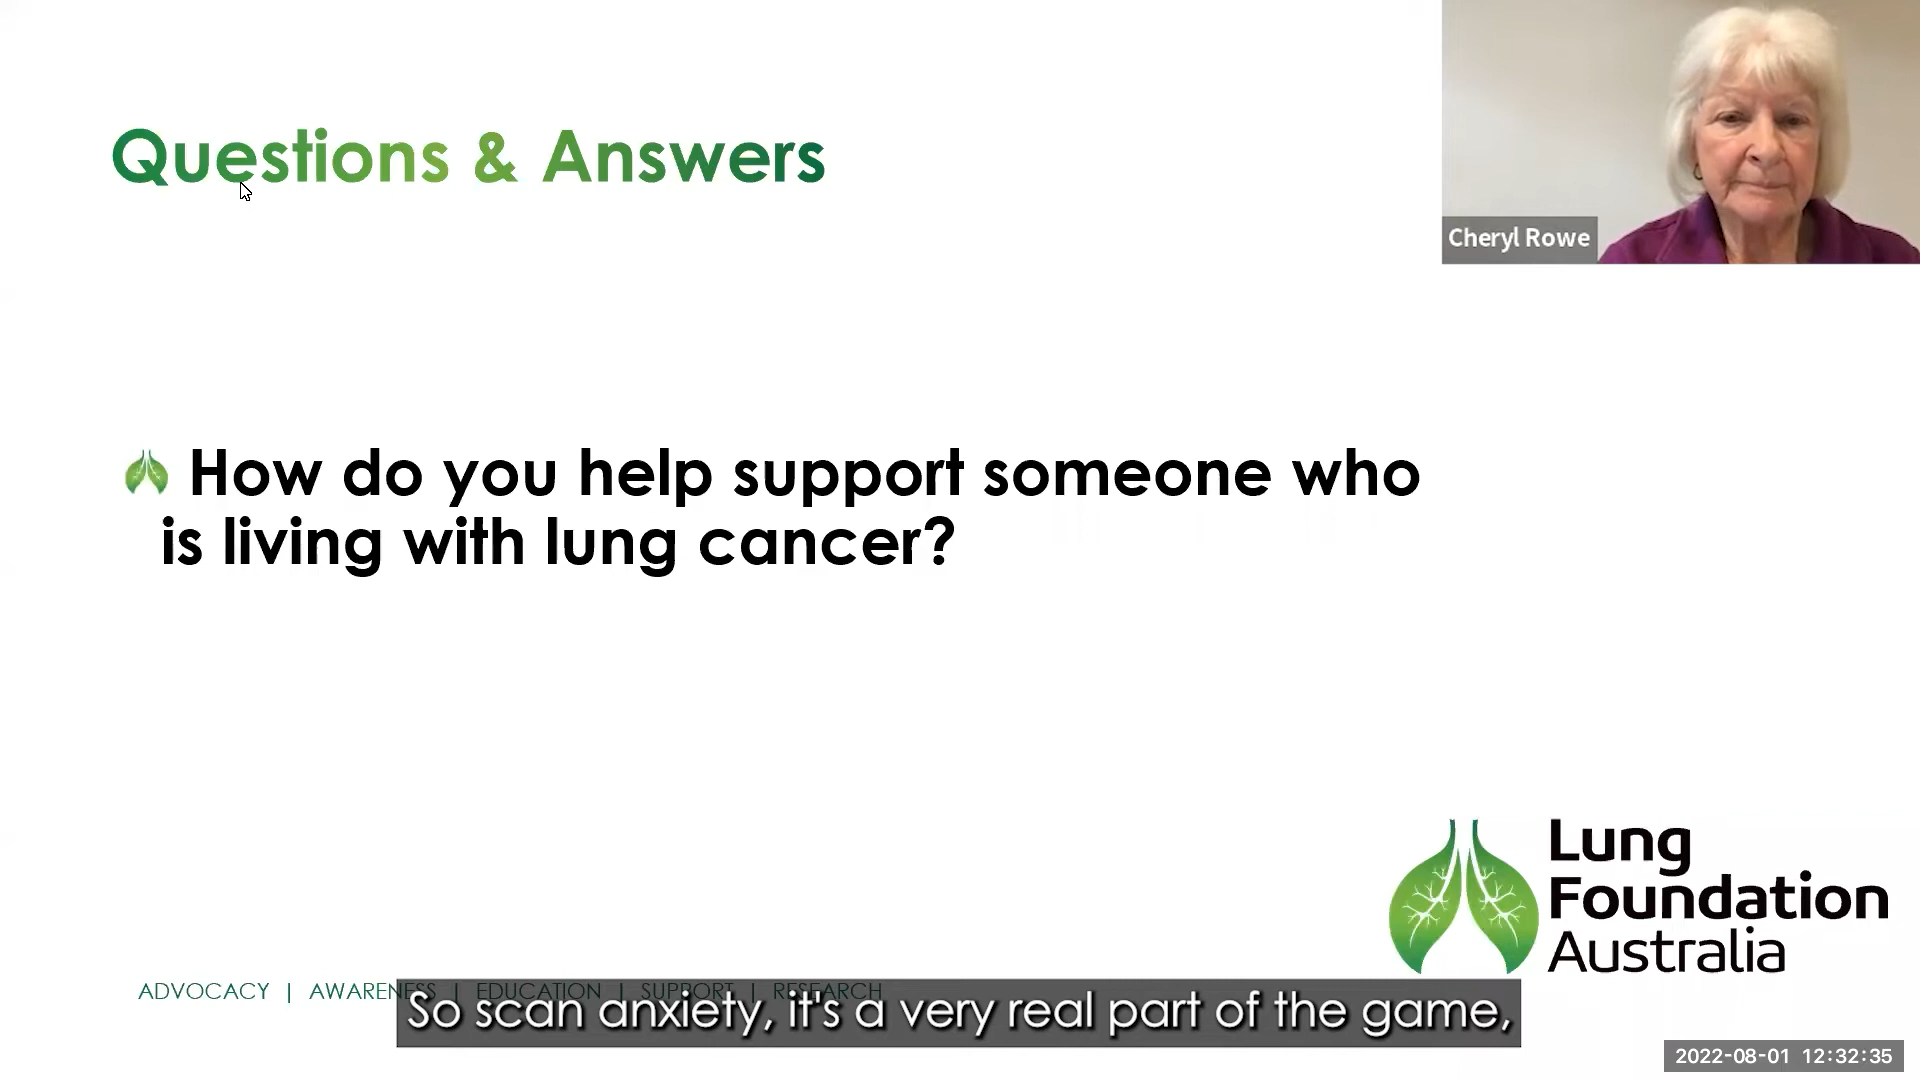 Questions & Answers
Cheryl Rowe
How do you help support someone who
is living with lung cancer?
Lung
Foundation
Australia
ADVOCACY | AWARENESS | EDUCATION | SUPPORT | RESEARCH
So scan anxiety, it's a very real part of the game,
2022-08-01 12:32:35